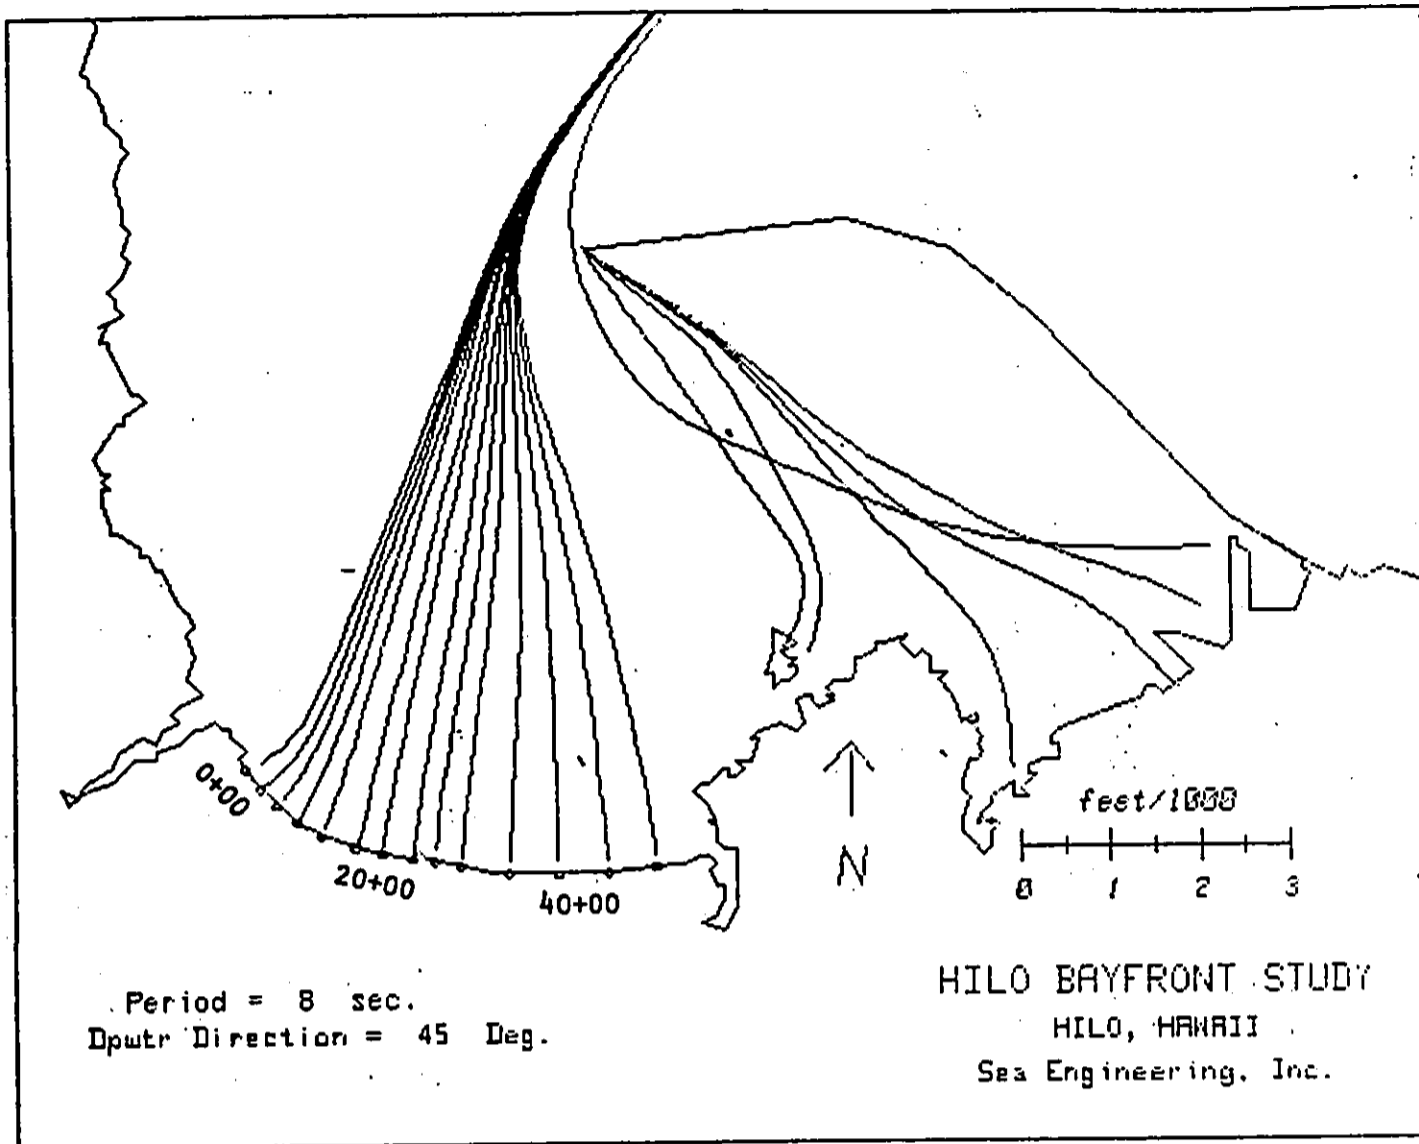 0+00
20+00
40+00
N
feet/1000
0 1 2 3
Period = 8 sec.
Dpwtr Direction = 45 Deg.
HILO BAYFRONT STUDY
HILO, HAWAII
Sea Engineering, Inc.